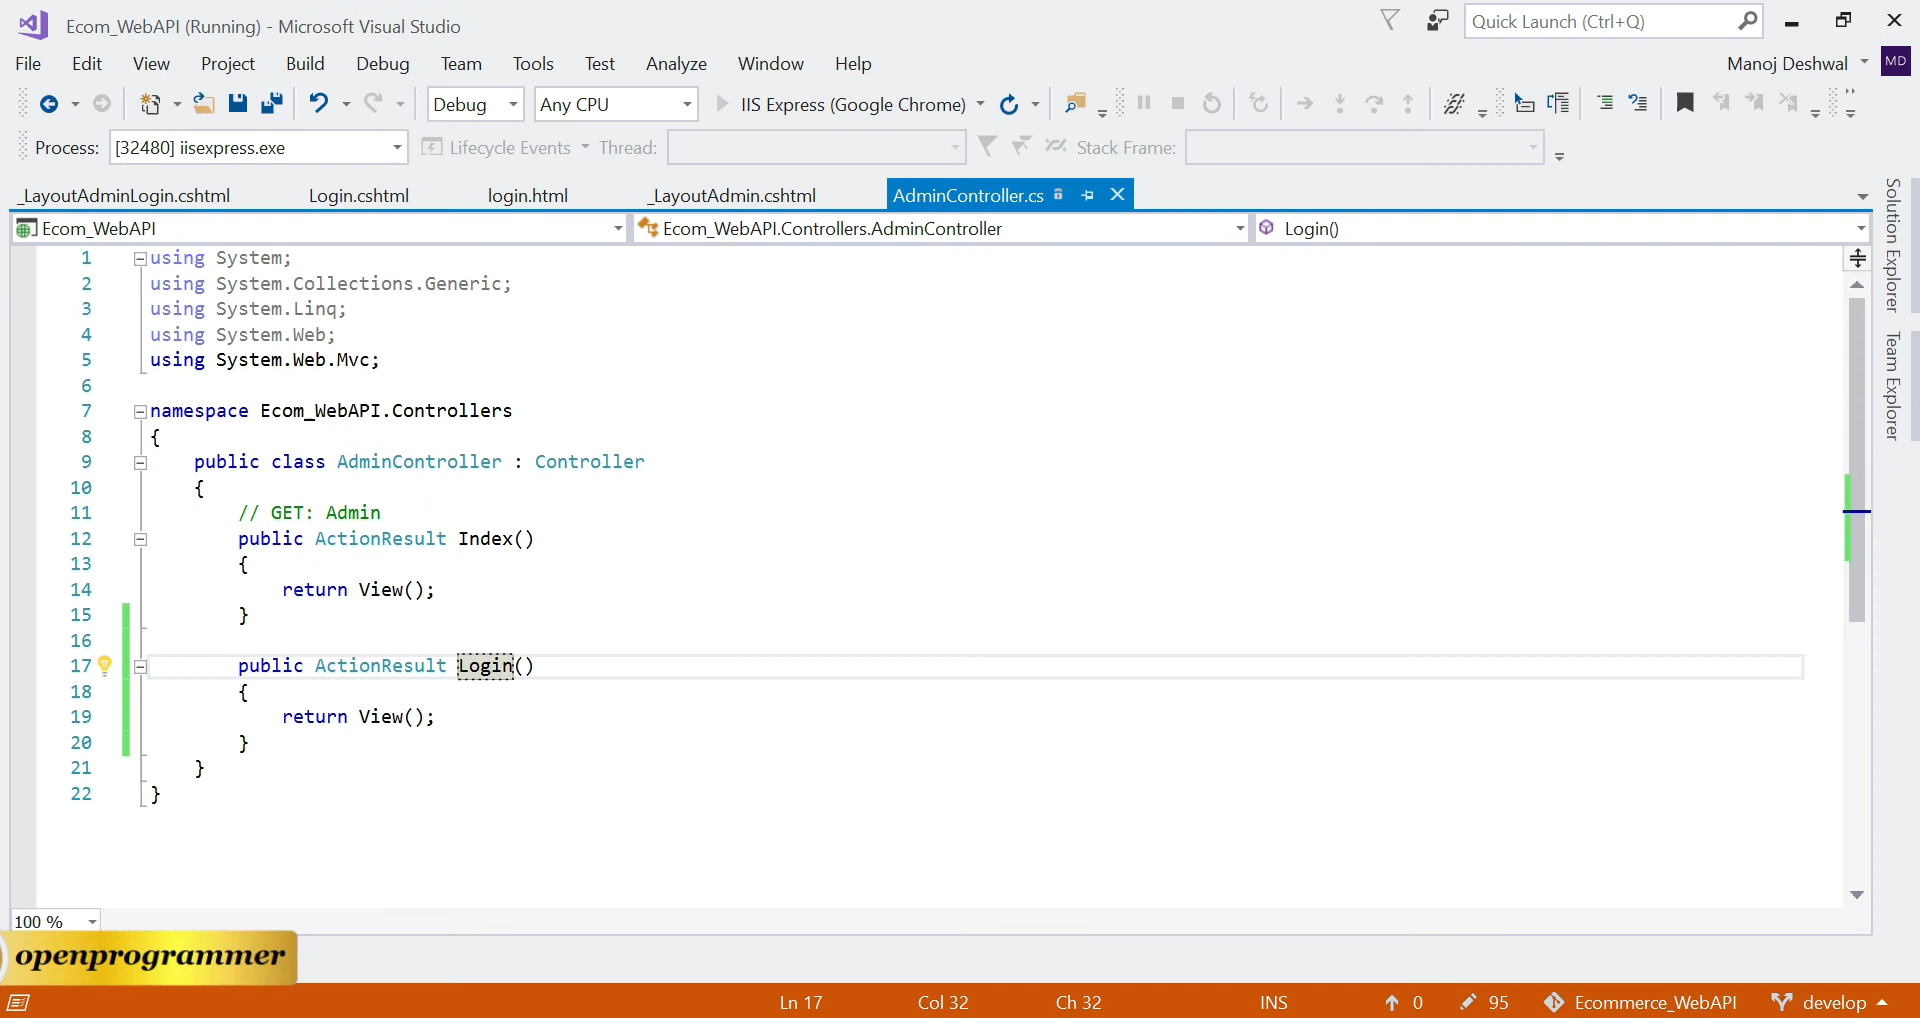 Ecom_WebAPI (Running) - Microsoft Visual Studio
Quick Launch (Ctrl+Q)
File Edit View Project Build Debug Team Tools Test Analyze Window Help
Manoj Deshwal MD
Debug Any CPU IIS Express (Google Chrome)
Process: [32480] iisexpress.exe Lifecycle Events Thread: Stack Frame:
_LayoutAdminLogin.cshtml Login.cshtml login.html _LayoutAdmin.cshtml AdminController.cs
Ecom_WebAPI Ecom_WebAPI.Controllers.AdminController Login()
1 using System;
2 using System.Collections.Generic;
3 using System.Linq;
4 using System.Web;
5 using System.Web.Mvc;
6
7 namespace Ecom_WebAPI.Controllers
8 {
9 public class AdminController : Controller
10 {
11 // GET: Admin
12 public ActionResult Index()
13 {
14 return View();
15 }
16
17 public ActionResult Login()
18 {
19 return View();
20 }
21 }
22 }
Solution Explorer
Team Explorer
100 %
openprogrammer
Ln 17 Col 32 Ch 32 INS 0 95 Ecommerce_WebAPI develop